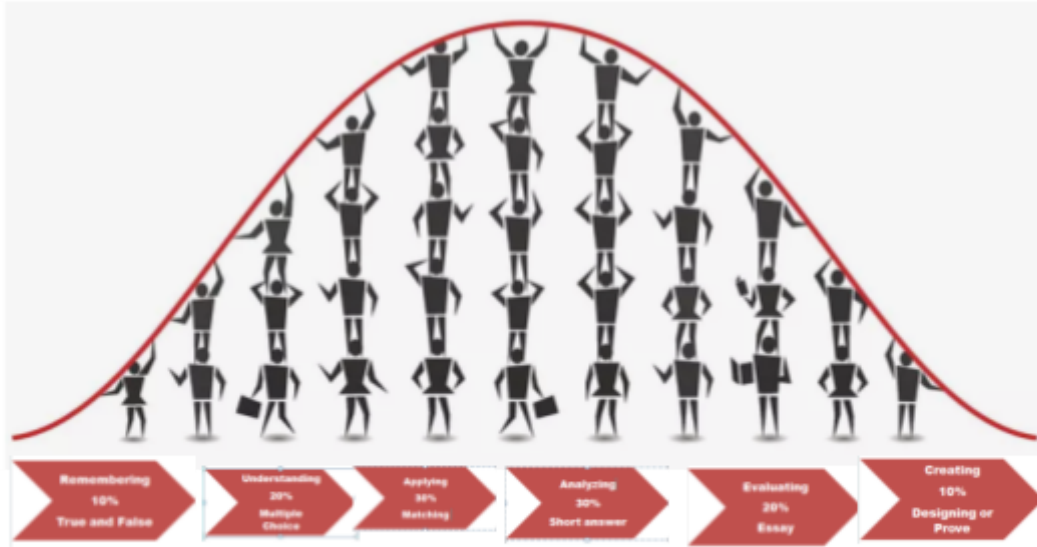 Remembering
10%
True and False
Understanding
20%
Multiple
Choice
Applying
30%
Matching
Analyzing
30%
Short answer
Evaluating
20%
Essay
Creating
10%
Designing or
Prove